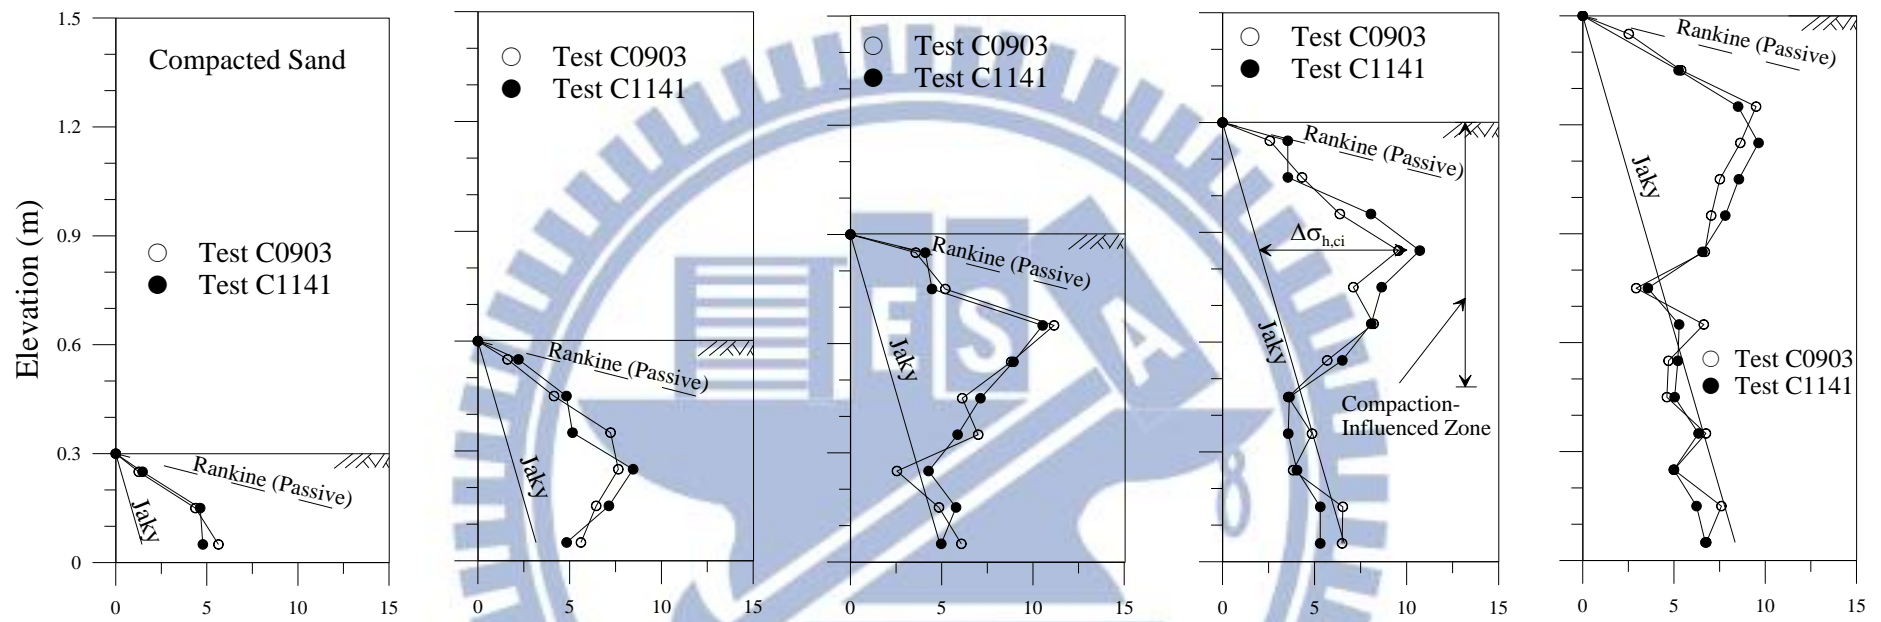 Elevation (m)
1.5
1.2
0.9
0.6
0.3
0
Compacted Sand
Test C0903
Test C1141
Rankine (Passive)
Jaky
0
5
10
15
Test C0903
Test C1141
Rankine (Passive)
Jaky
0
5
10
15
Test C0903
Test C1141
Rankine (Passive)
Jaky
0
5
10
15
Test C0903
Test C1141
Rankine (Passive)
Δσh,ci
Jaky
Compaction-
Influenced Zone
0
5
10
15
Rankine (Passive)
Jaky
Test C0903
Test C1141
0
5
10
15
E
S
A
8